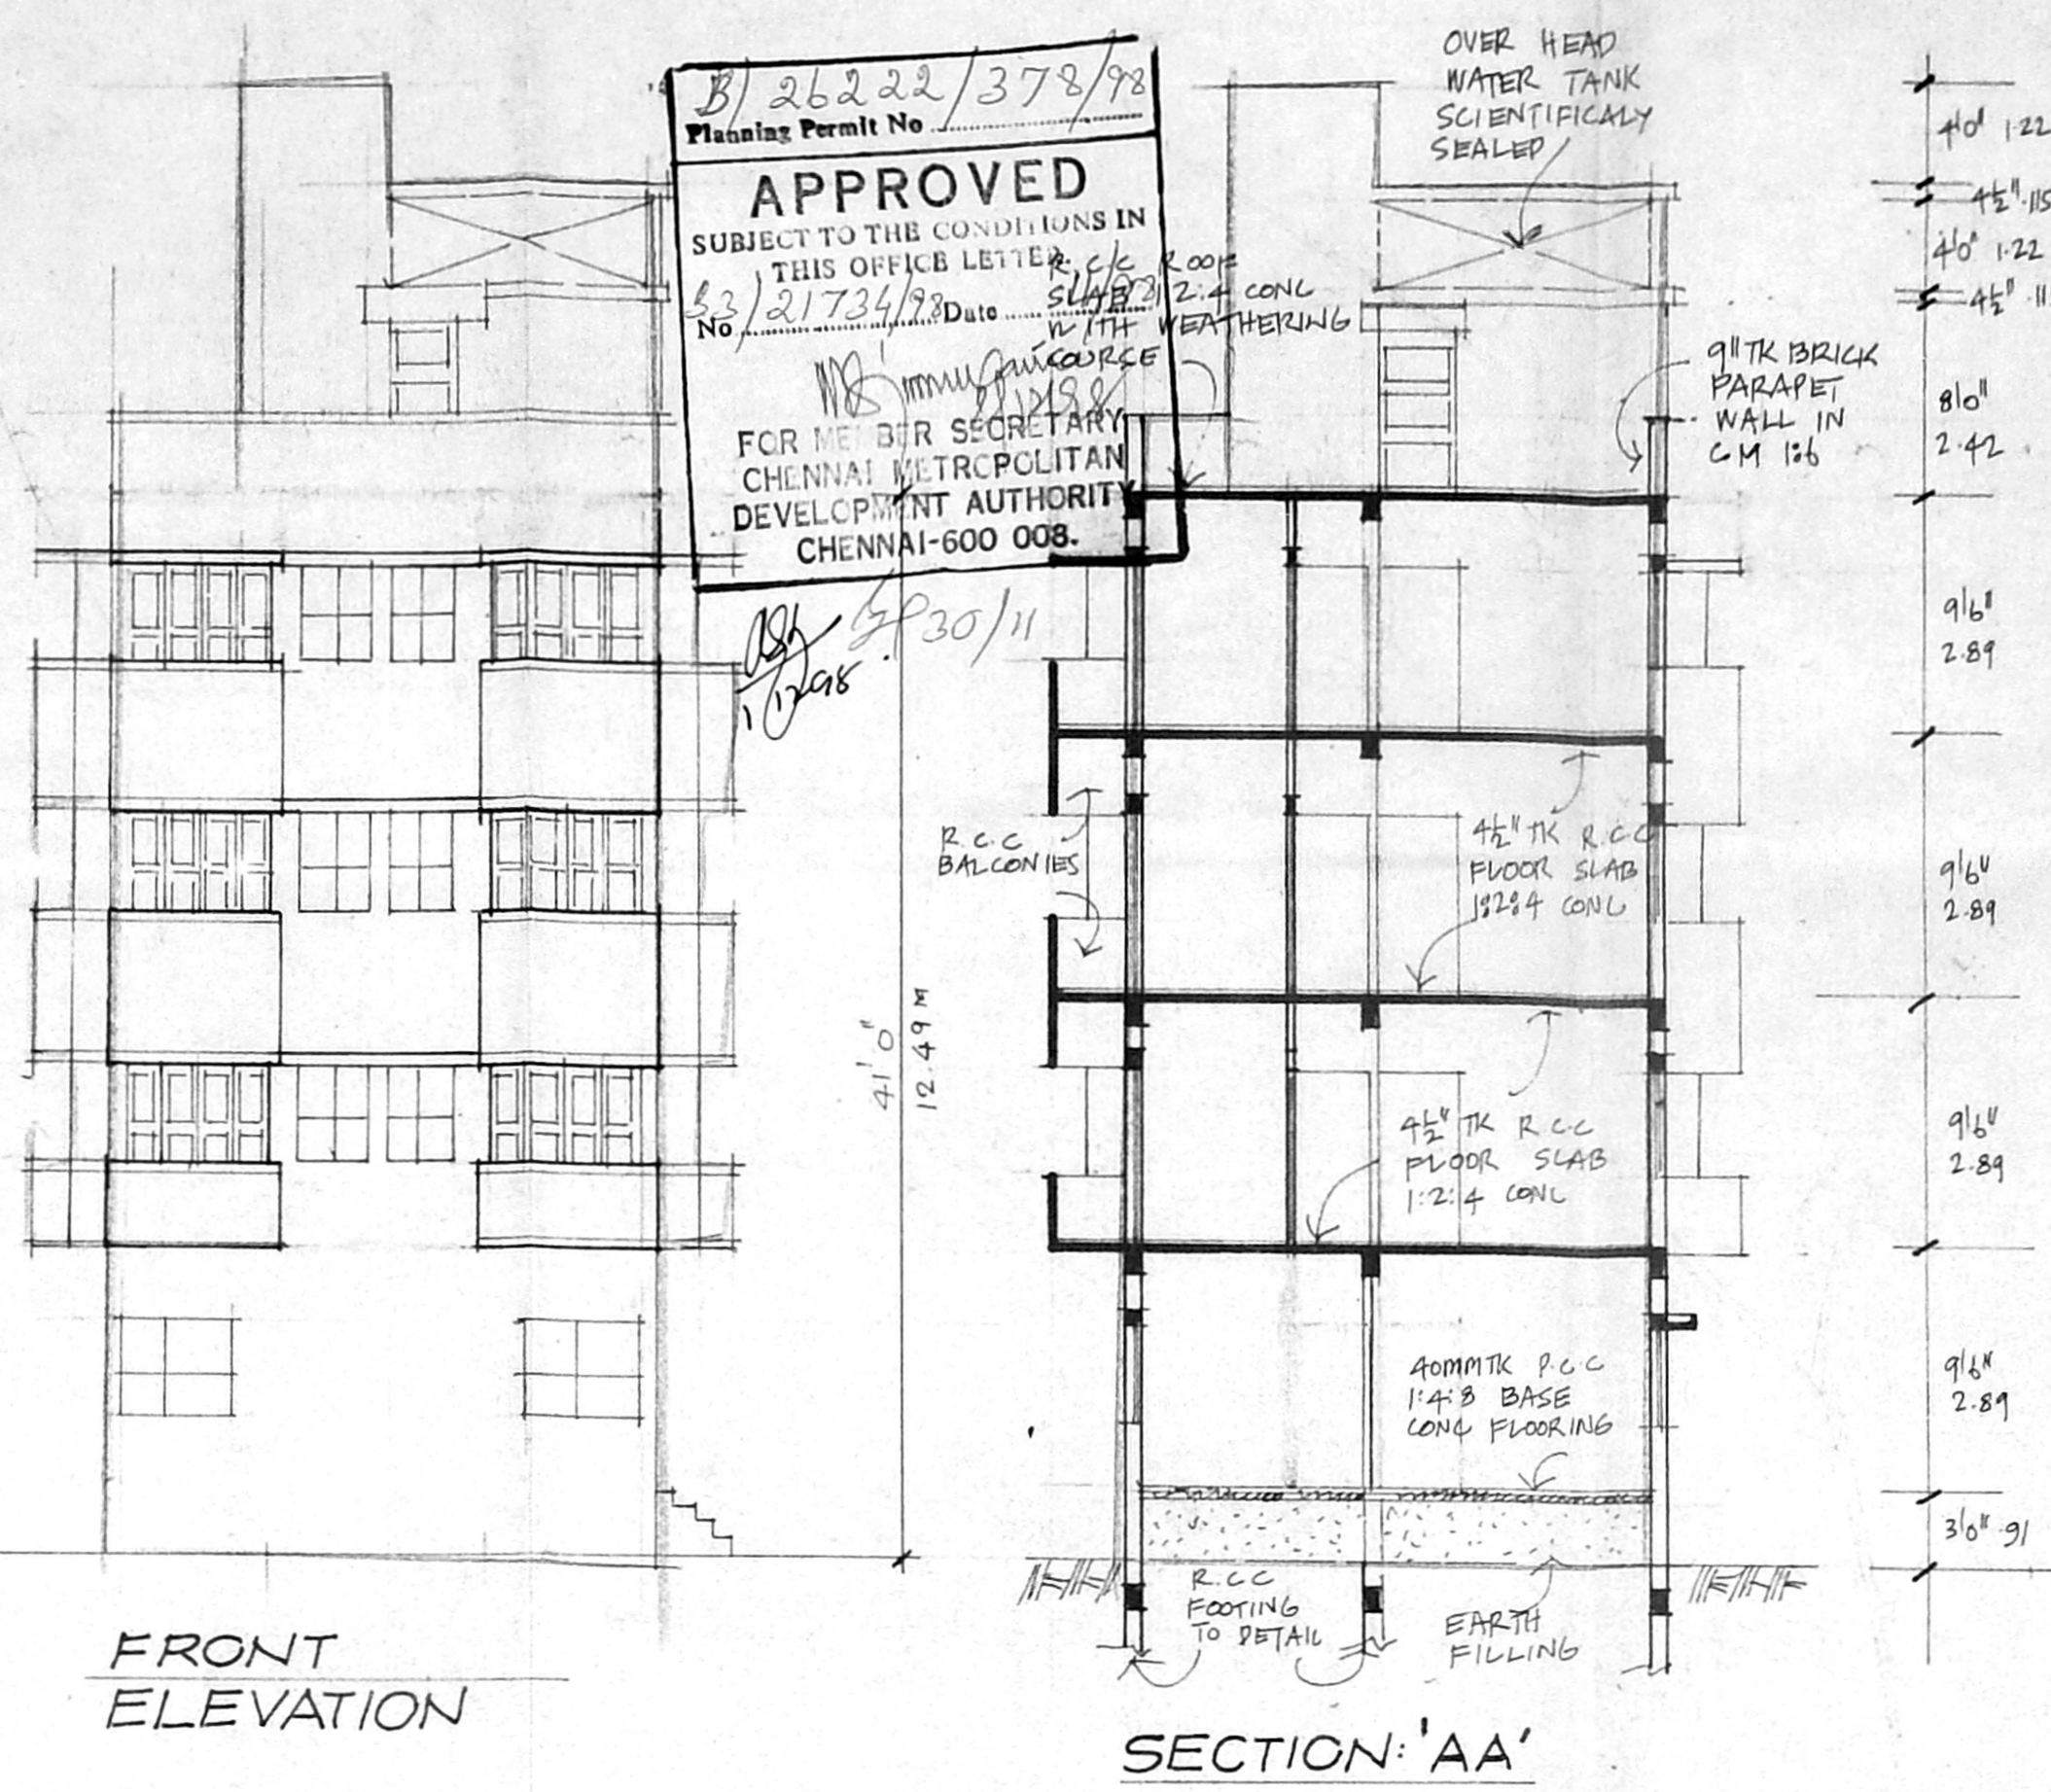 B/26222/378/98
Planning Permit No
APPROVED
SUBJECT TO THE CONDITIONS IN
THIS OFFICE LETTER
No 53/21734/98 Date
FOR MEMBER SECRETARY
CHENNAI METROPOLITAN
DEVELOPMENT AUTHORITY
CHENNAI-600 008.
30/11
1/12/98
OVER HEAD
WATER TANK
SCIENTIFICALY
SEALED
R.C.C ROOF
SLAB 1:2:4 CONC
WITH WEATHERING
COURSE
9" TK BRICK
PARAPET
WALL IN
CM 1:6
R.C.C
BALCONIES
4½" TK R.C.C
FLOOR SLAB
1:2:4 CONC
4½" TK R.C.C
FLOOR SLAB
1:2:4 CONC
40MM TK P.C.C
1:4:8 BASE
CONC FLOORING
R.C.C
FOOTING
TO DETAIL
EARTH
FILLING
41'0"
12.49M
4'0" 1.22
4½" .115
4'0" 1.22
4½" .11
8'0"
2.42
9'6"
2.89
9'6"
2.89
9'6"
2.89
9'6"
2.89
3'0" .91
FRONT
ELEVATION
SECTION: 'AA'